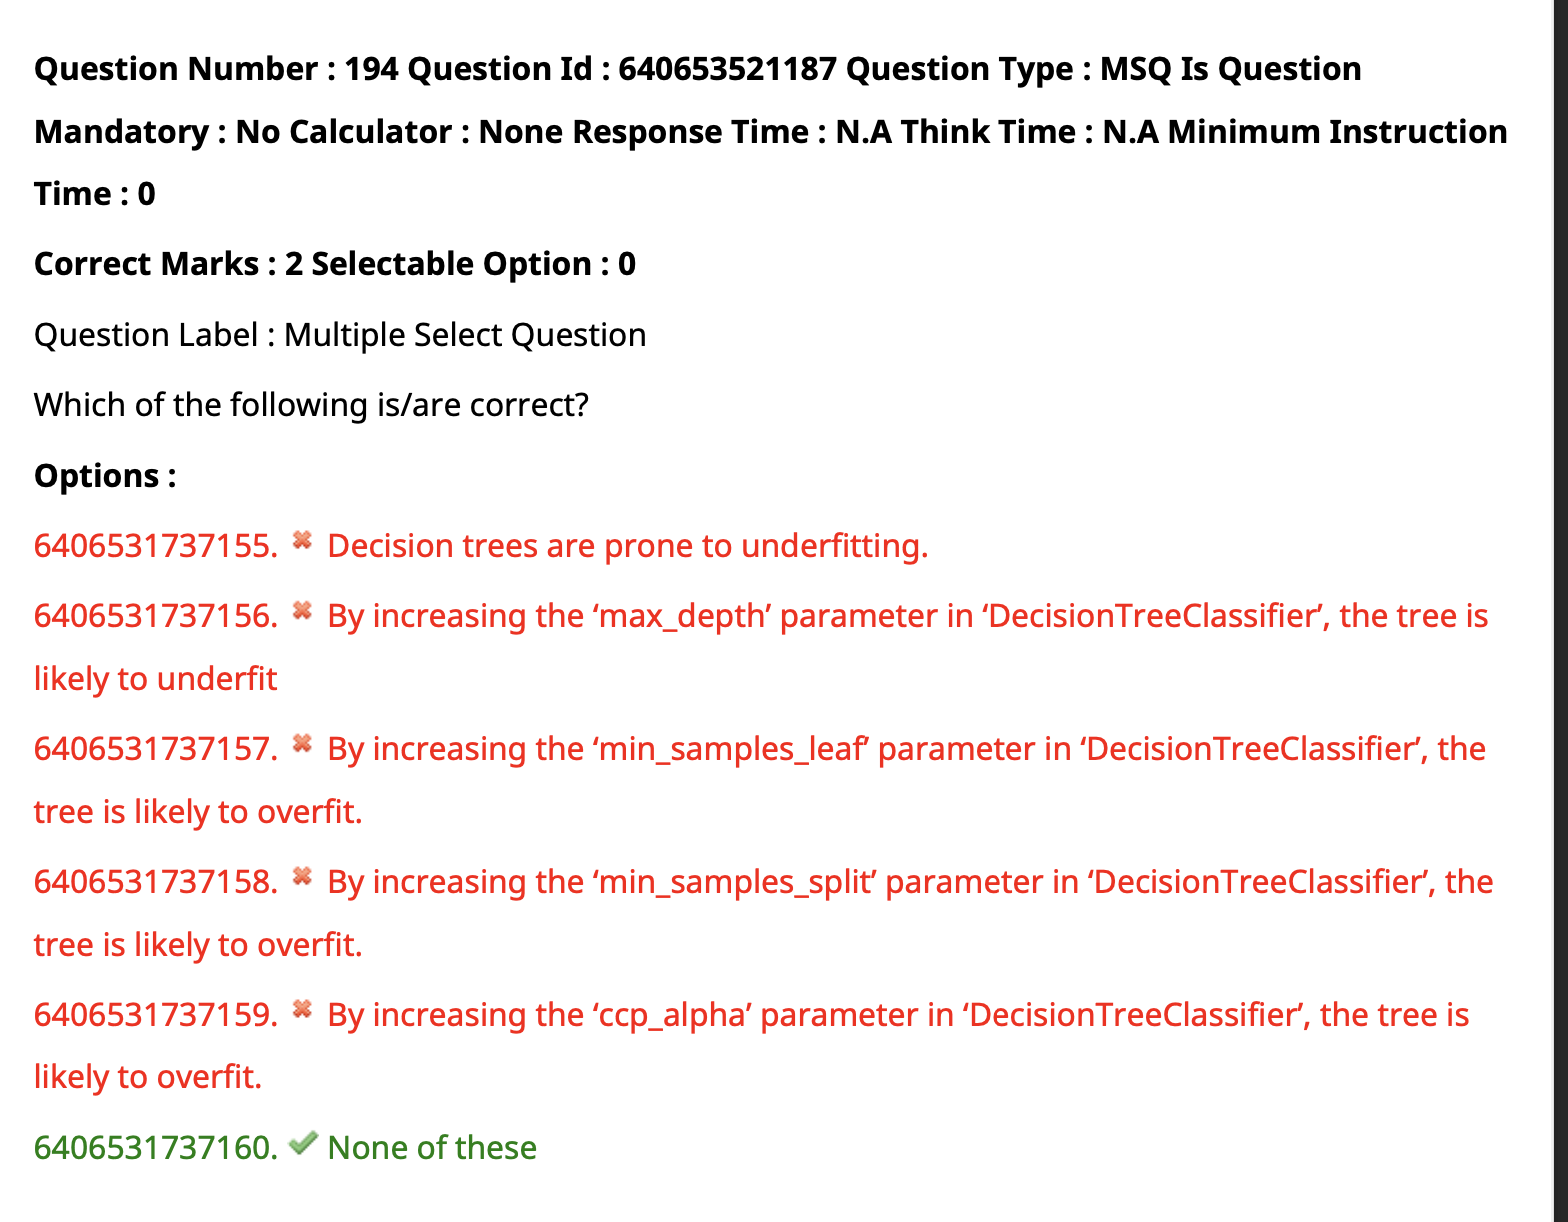 Question Number : 194 Question Id : 640653521187 Question Type : MSQ Is Question
Mandatory : No Calculator : None Response Time : N.A Think Time : N.A Minimum Instruction
Time : 0
Correct Marks : 2 Selectable Option : 0
Question Label : Multiple Select Question
Which of the following is/are correct?
Options :
6406531737155. ✖ Decision trees are prone to underfitting.
6406531737156. ✖ By increasing the ‘max_depth’ parameter in ‘DecisionTreeClassifier’, the tree is
likely to underfit
6406531737157. ✖ By increasing the ‘min_samples_leaf’ parameter in ‘DecisionTreeClassifier’, the
tree is likely to overfit.
6406531737158. ✖ By increasing the ‘min_samples_split’ parameter in ‘DecisionTreeClassifier’, the
tree is likely to overfit.
6406531737159. ✖ By increasing the ‘ccp_alpha’ parameter in ‘DecisionTreeClassifier’, the tree is
likely to overfit.
6406531737160. ✔ None of these